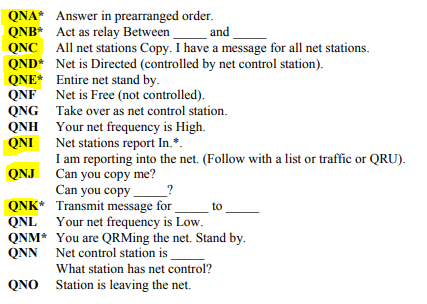 QNA* Answer in prearranged order.
QNB* Act as relay Between _____ and _____
QNC All net stations Copy. I have a message for all net stations.
QND* Net is Directed (controlled by net control station).
QNE* Entire net stand by.
QNF Net is Free (not controlled).
QNG Take over as net control station.
QNH Your net frequency is High.
QNI Net stations report In.*.
I am reporting into the net. (Follow with a list or traffic or QRU).
QNJ Can you copy me?
Can you copy _____?
QNK* Transmit message for _____ to _____
QNL Your net frequency is Low.
QNM* You are QRMing the net. Stand by.
QNN Net control station is _____
What station has net control?
QNO Station is leaving the net.